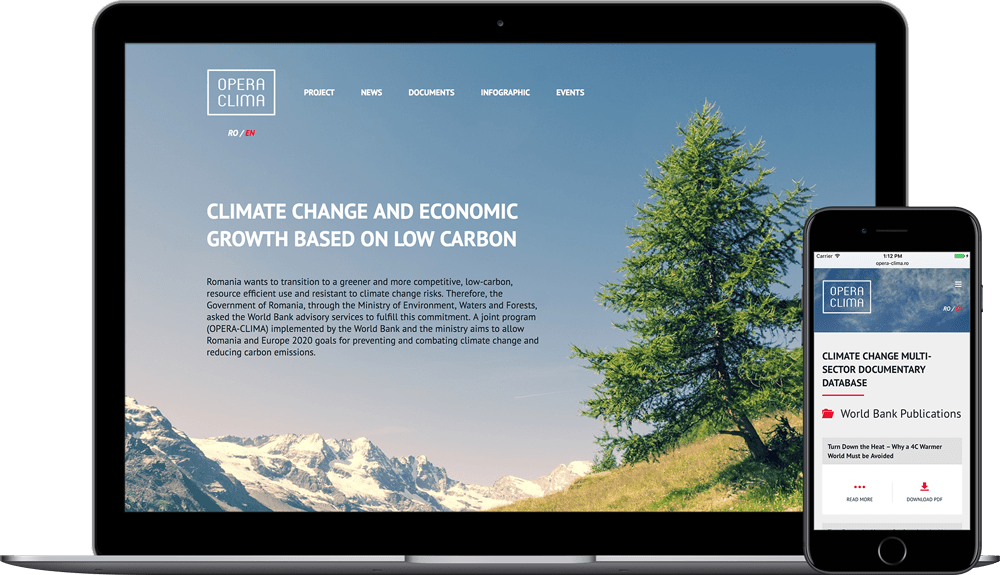 OPERA
CLIMA
PROJECT
NEWS
DOCUMENTS
INFOGRAPHIC
EVENTS
RO / EN
CLIMATE CHANGE AND ECONOMIC
GROWTH BASED ON LOW CARBON
Romania wants to transition to a greener and more competitive, low-carbon,
resource efficient use and resistant to climate change risks. Therefore, the
Government of Romania, through the Ministry of Environment, Waters and Forests,
asked the World Bank advisory services to fulfill this commitment. A joint program
(OPERA-CLIMA) implemented by the World Bank and the ministry aims to allow
Romania and Europe 2020 goals for preventing and combating climate change and
reducing carbon emissions.
Carrier
1:12 PM
opera-clima.ro
OPERA
CLIMA
RO / EN
CLIMATE CHANGE MULTI-
SECTOR DOCUMENTARY
DATABASE
World Bank Publications
Turn Down the Heat – Why a 4C Warmer
World Must be Avoided
READ MORE
DOWNLOAD PDF